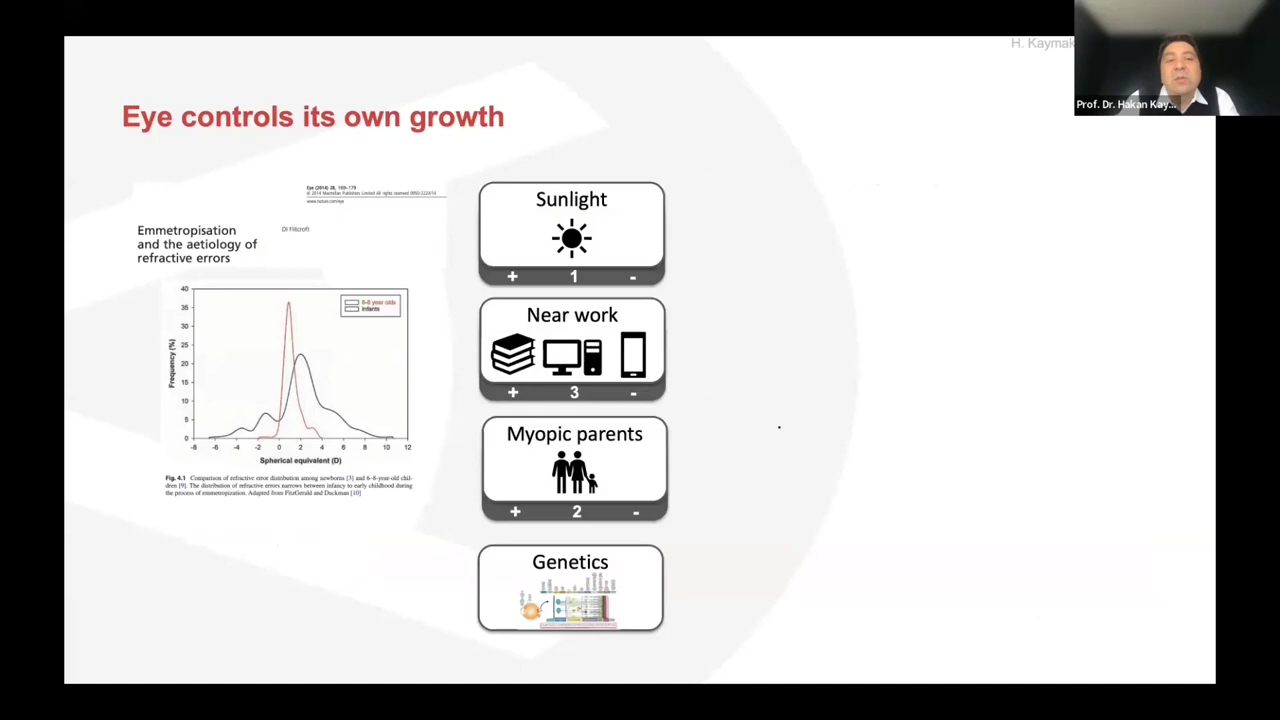 H. Kaymak
Prof. Dr. Hakan Kay...
Eye controls its own growth
Eye (2014) 28, 169–179
© 2014 Macmillan Publishers Limited All rights reserved 0950-222X/14
www.nature.com/eye
Emmetropisation
and the aetiology of
refractive errors
DI Flitcroft
40
35
30
25
20
15
10
5
0
Frequency (%)
6-8 year olds
Infants
-8 -6 -4 -2 0 2 4 6 8 10 12
Spherical equivalent (D)
Fig. 4.1 Comparison of refractive error distribution among newborns [3] and 6–8-year-old chil-
dren [9]. The distribution of refractive errors narrows between infancy to early childhood during
the process of emmetropization. Adapted from FitzGerald and Duckman [10]
Sunlight
+ 1 -
Near work
+ 3 -
Myopic parents
+ 2 -
Genetics